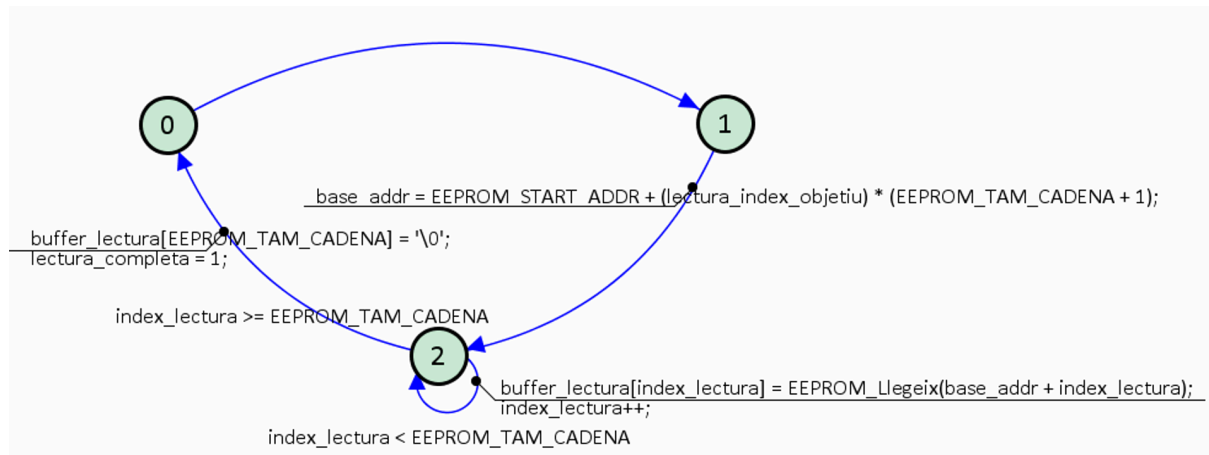 0
1
base_addr = EEPROM_START_ADDR + (lectura_index_objetiu) * (EEPROM_TAM_CADENA + 1);
buffer_lectura[EEPROM_TAM_CADENA] = '\0';
lectura_completa = 1;
index_lectura >= EEPROM_TAM_CADENA
2
buffer_lectura[index_lectura] = EEPROM_Llegeix(base_addr + index_lectura);
index_lectura++;
index_lectura < EEPROM_TAM_CADENA